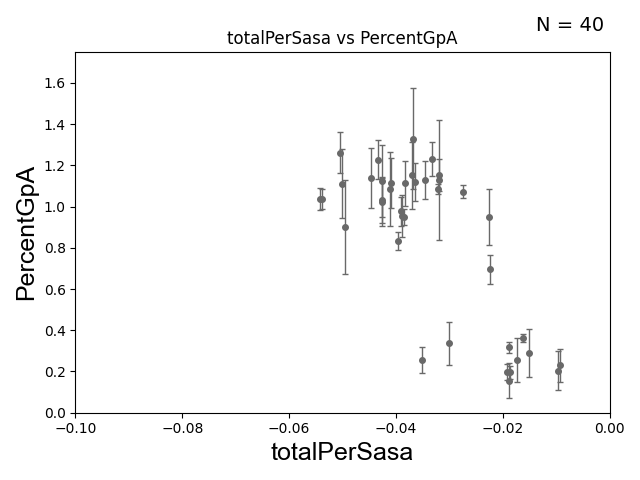 N = 40
totalPerSasa vs PercentGpA
PercentGpA
1.6
1.4
1.2
1.0
0.8
0.6
0.4
0.2
0.0
−0.10 −0.08 −0.06 −0.04 −0.02 0.00
totalPerSasa